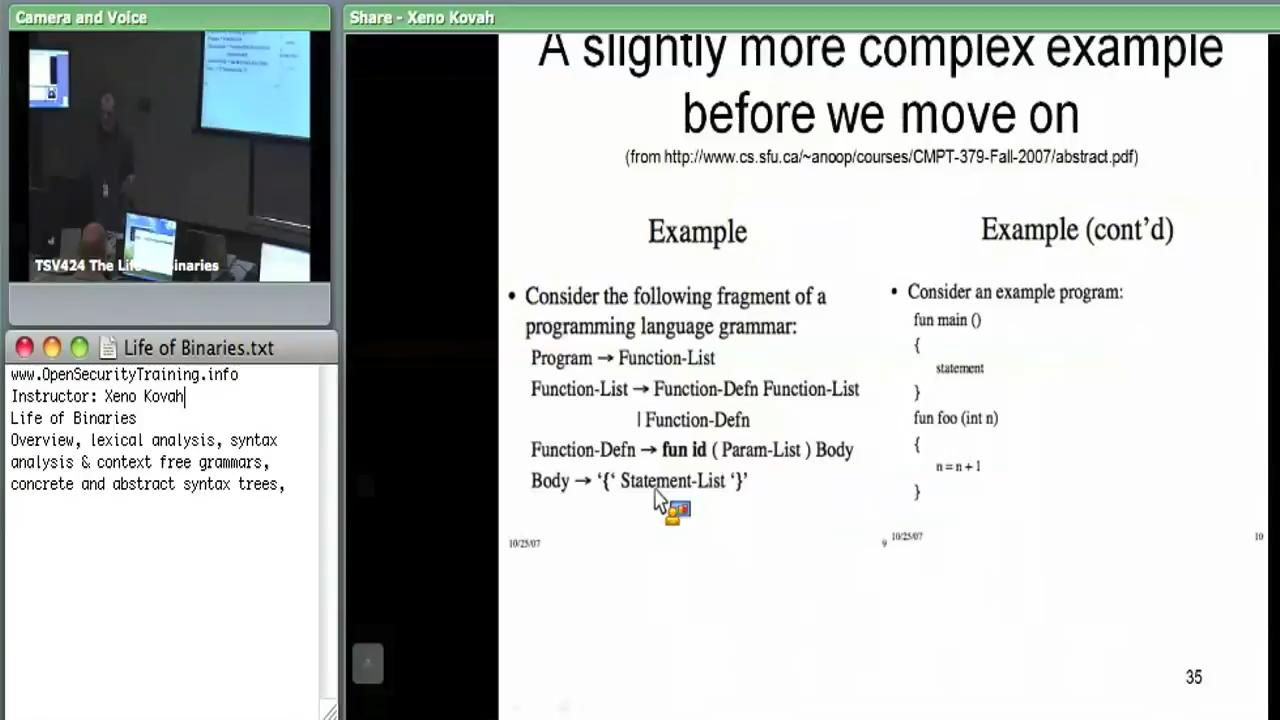 Camera and Voice
TSV424 The Life of Binaries
Life of Binaries.txt
www.OpenSecurityTraining.info
Instructor: Xeno Kovah
Life of Binaries
Overview, lexical analysis, syntax
analysis & context free grammars,
concrete and abstract syntax trees,
Share - Xeno Kovah
A slightly more complex example
before we move on
(from http://www.cs.sfu.ca/~anoop/courses/CMPT-379-Fall-2007/abstract.pdf)
Example
• Consider the following fragment of a
programming language grammar:
Program → Function-List
Function-List → Function-Defn Function-List
| Function-Defn
Function-Defn → fun id ( Param-List ) Body
Body → ‘{‘ Statement-List ‘}’
10/25/07
9
Example (cont’d)
• Consider an example program:
fun main ()
{
statement
}
fun foo (int n)
{
n = n + 1
}
10/25/07
10
35